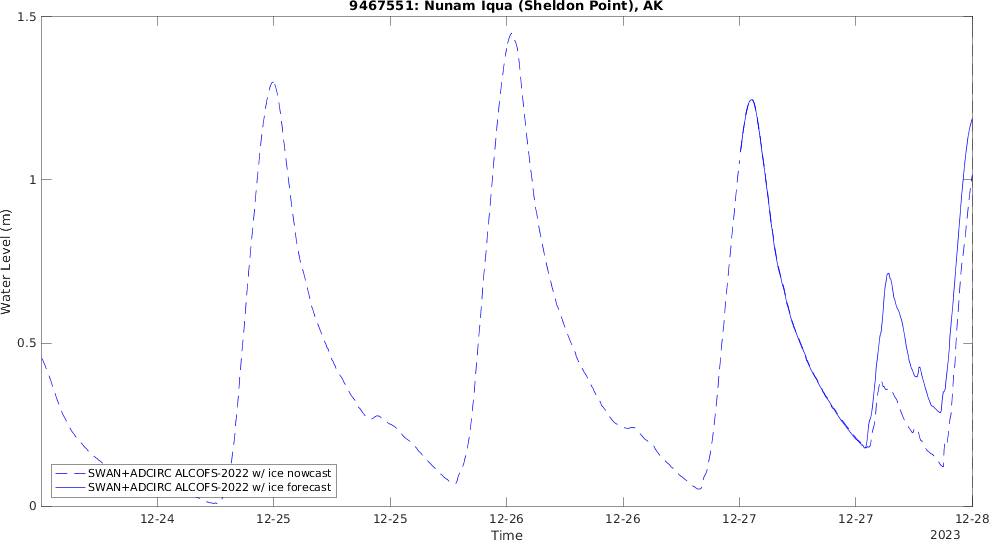 9467551: Nunam Iqua (Sheldon Point), AK
1.5
1
0.5
0
Water Level (m)
SWAN+ADCIRC ALCOFS-2022 w/ ice nowcast
SWAN+ADCIRC ALCOFS-2022 w/ ice forecast
12-24 12-25 12-25 12-26 12-26 12-27 12-27 12-28
Time
2023